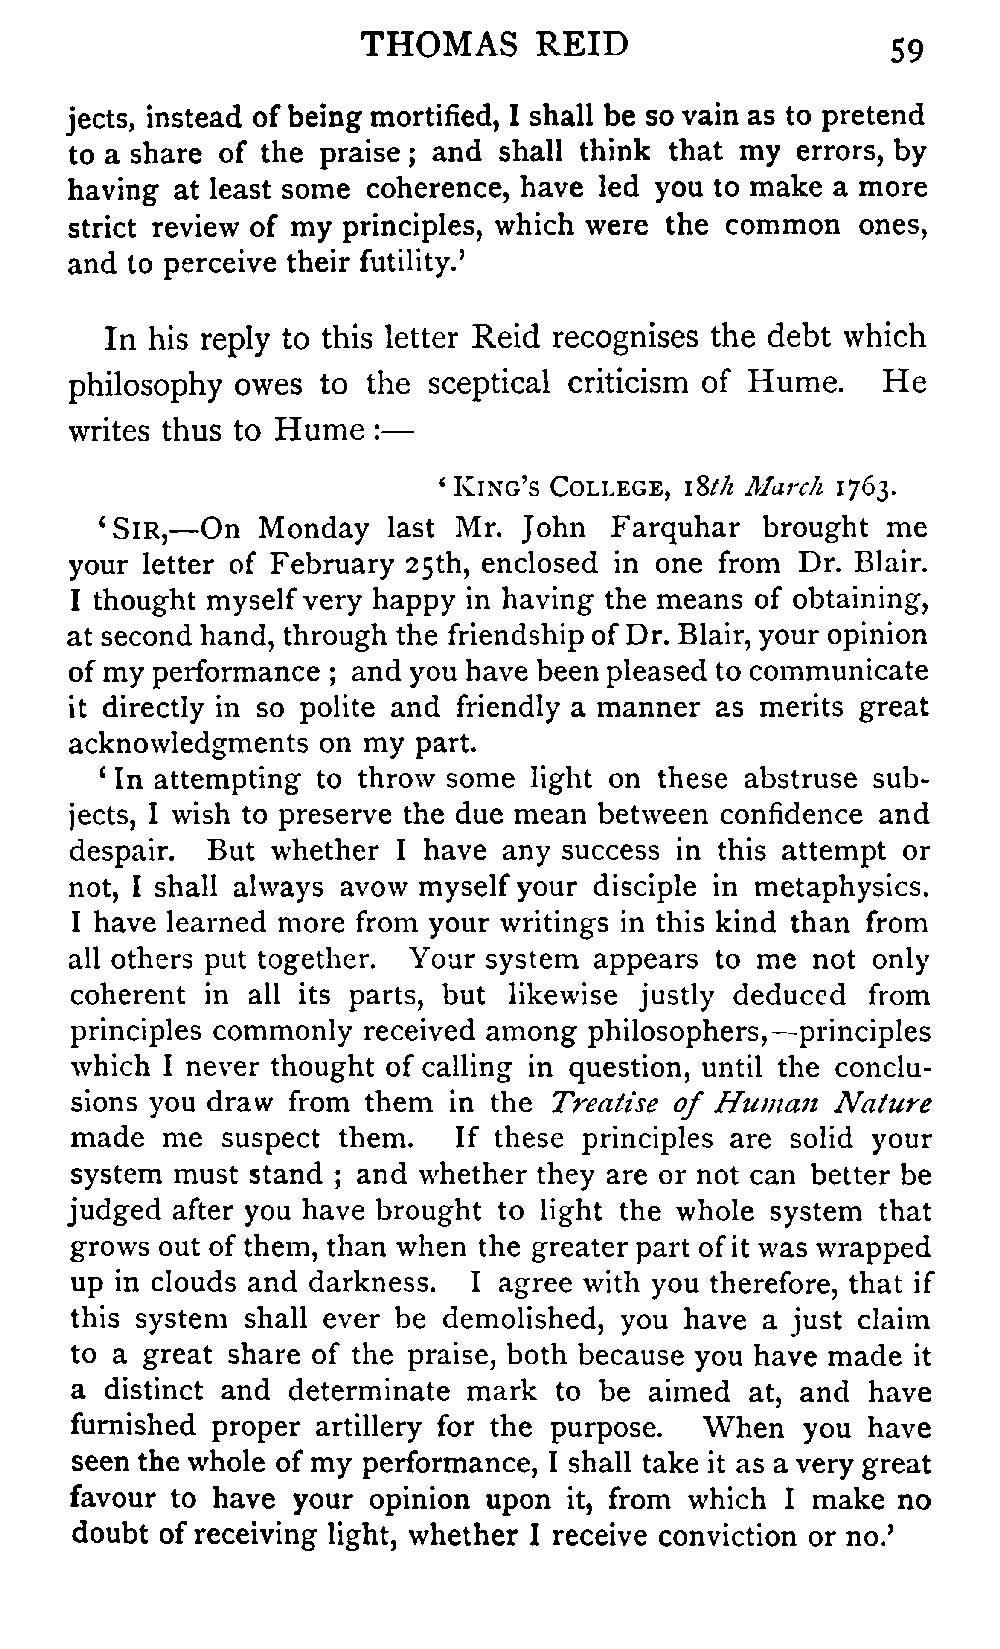 THOMAS REID 59
jects, instead of being mortified, I shall be so vain as to pretend
to a share of the praise; and shall think that my errors, by
having at least some coherence, have led you to make a more
strict review of my principles, which were the common ones,
and to perceive their futility.'
In his reply to this letter Reid recognises the debt which
philosophy owes to the sceptical criticism of Hume. He
writes thus to Hume :—
'KING'S COLLEGE, 18th March 1763.
'SIR,—On Monday last Mr. John Farquhar brought me
your letter of February 25th, enclosed in one from Dr. Blair.
I thought myself very happy in having the means of obtaining,
at second hand, through the friendship of Dr. Blair, your opinion
of my performance ; and you have been pleased to communicate
it directly in so polite and friendly a manner as merits great
acknowledgments on my part.
'In attempting to throw some light on these abstruse sub-
jects, I wish to preserve the due mean between confidence and
despair. But whether I have any success in this attempt or
not, I shall always avow myself your disciple in metaphysics.
I have learned more from your writings in this kind than from
all others put together. Your system appears to me not only
coherent in all its parts, but likewise justly deduced from
principles commonly received among philosophers,—principles
which I never thought of calling in question, until the conclu-
sions you draw from them in the Treatise of Human Nature
made me suspect them. If these principles are solid your
system must stand ; and whether they are or not can better be
judged after you have brought to light the whole system that
grows out of them, than when the greater part of it was wrapped
up in clouds and darkness. I agree with you therefore, that if
this system shall ever be demolished, you have a just claim
to a great share of the praise, both because you have made it
a distinct and determinate mark to be aimed at, and have
furnished proper artillery for the purpose. When you have
seen the whole of my performance, I shall take it as a very great
favour to have your opinion upon it, from which I make no
doubt of receiving light, whether I receive conviction or no.'